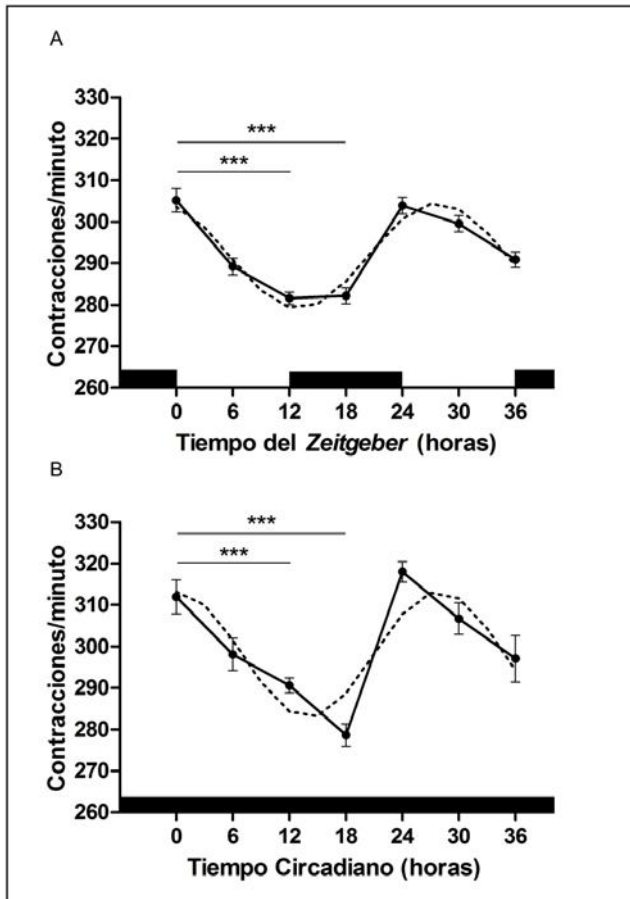 A
Contracciones/minuto
330
320
310
300
290
280
270
260
***
***
0 6 12 18 24 30 36
Tiempo del Zeitgeber (horas)
B
Contracciones/minuto
330
320
310
300
290
280
270
260
***
***
0 6 12 18 24 30 36
Tiempo Circadiano (horas)